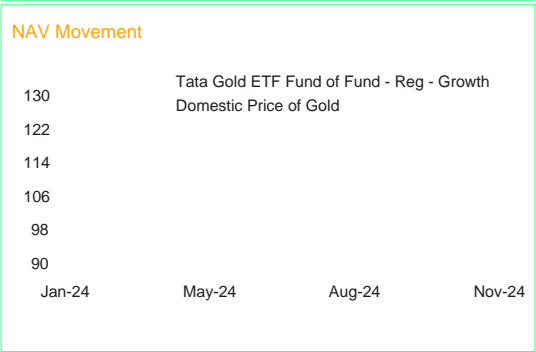 NAV Movement
Tata Gold ETF Fund of Fund - Reg - Growth
Domestic Price of Gold
130
122
114
106
98
90
Jan-24 May-24 Aug-24 Nov-24